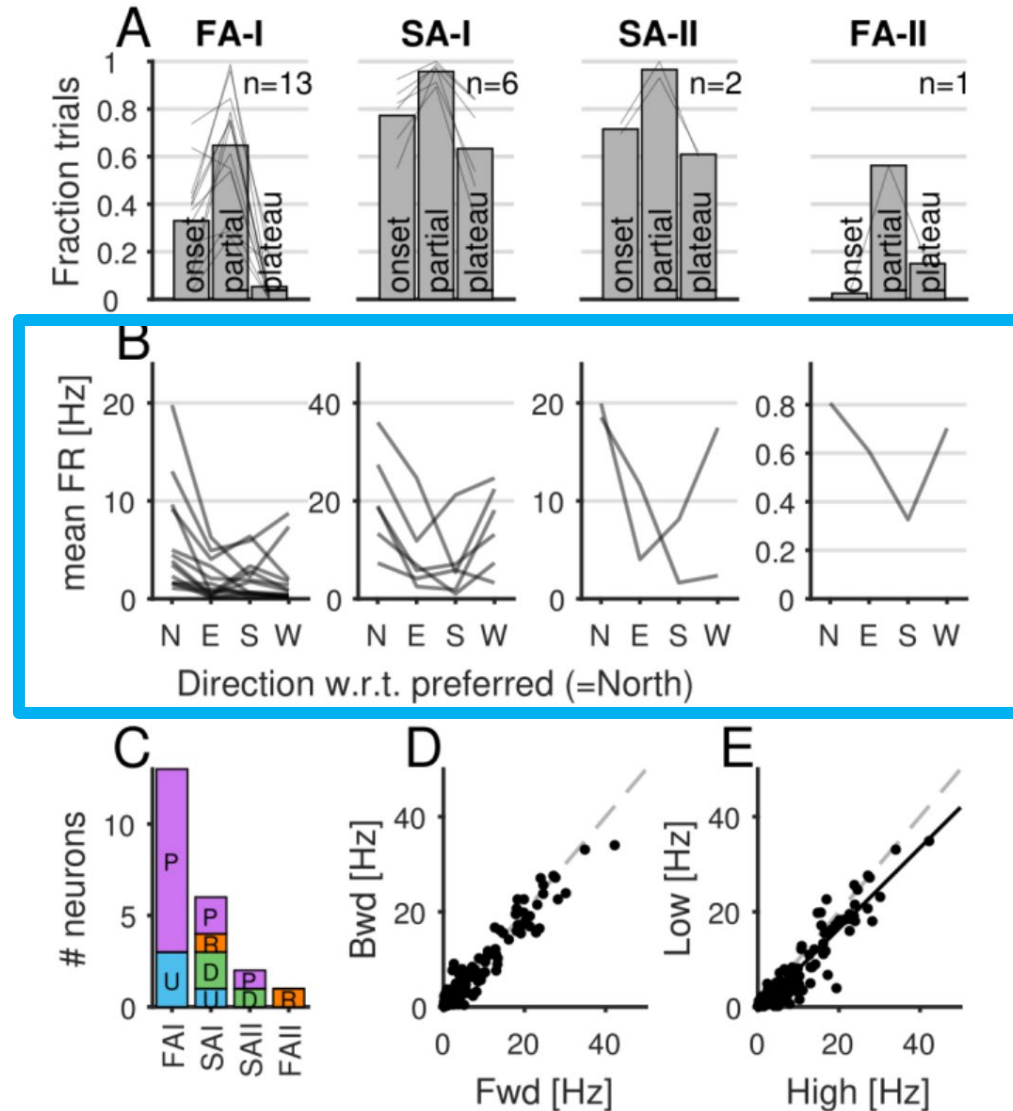 A FA-I SA-I SA-II FA-II
Fraction trials
1
0.8
0.6
0.4
0.2
0
n=13 n=6 n=2 n=1
onset partial plateau onset partial plateau onset partial plateau onset partial plateau
B
mean FR [Hz]
20 40 20 0.8
0.6
10 20 10 0.4
0.2
0 0 0 0
N E S W N E S W N E S W N E S W
Direction w.r.t. preferred (=North)
C D E
# neurons
10
5
0
P U
P R D U
P D
R
FAI SAI SAII FAII
Bwd [Hz]
40
20
0
0 20 40
Fwd [Hz]
Low [Hz]
40
20
0
0 20 40
High [Hz]